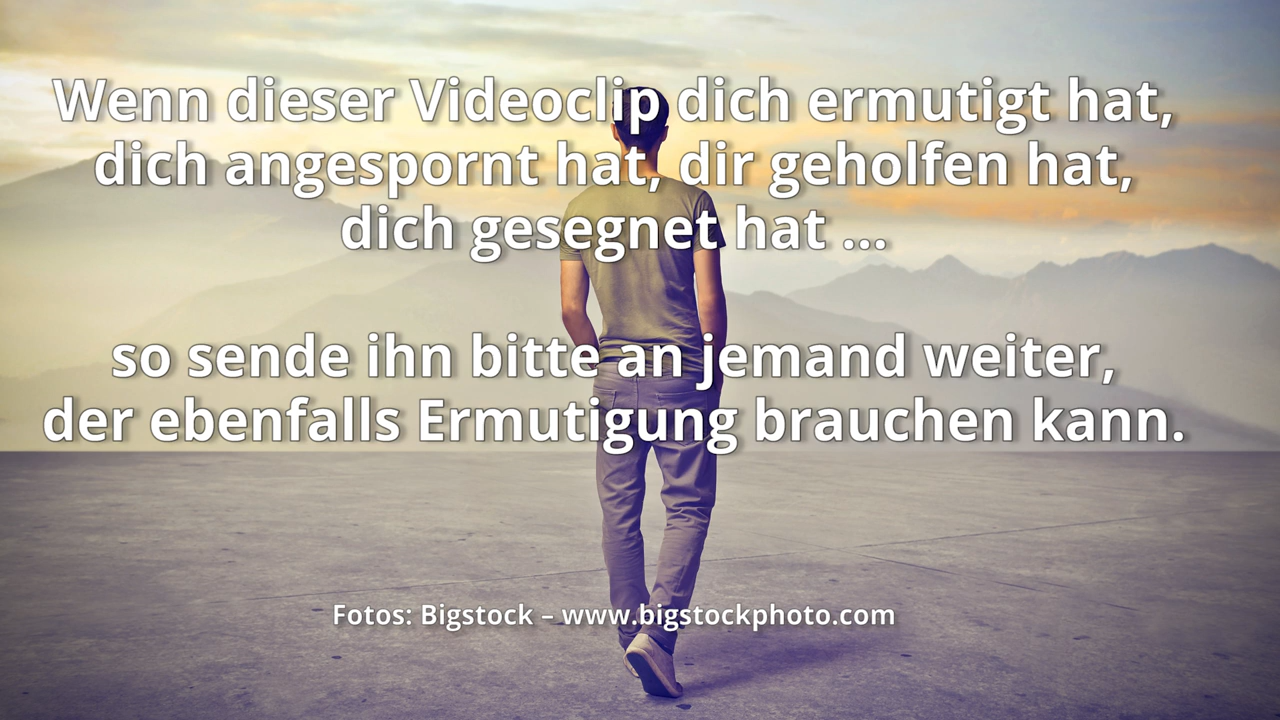 Wenn dieser Videoclip dich ermutigt hat,
dich angespornt hat, dir geholfen hat,
dich gesegnet hat ...
so sende ihn bitte an jemand weiter,
der ebenfalls Ermutigung brauchen kann.
Fotos: Bigstock – www.bigstockphoto.com